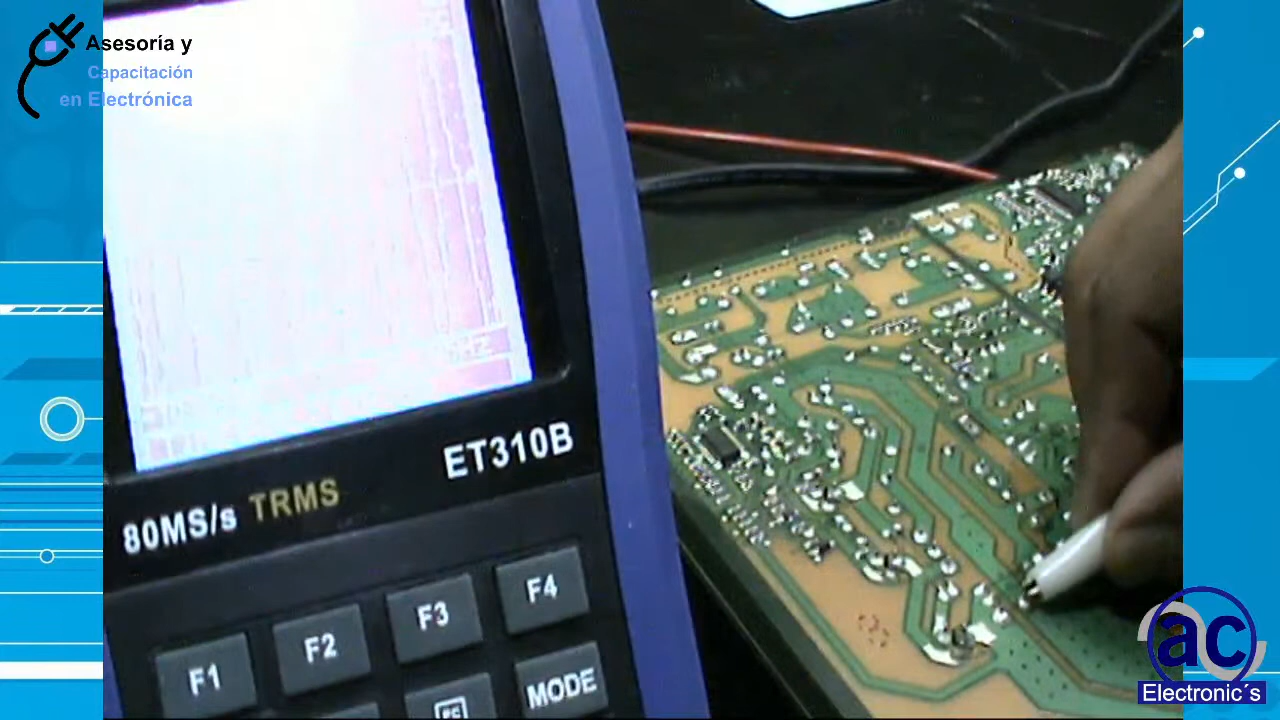 Asesoría y
Capacitación
en Electrónica
ET310B
80MS/s TRMS
F1
F2
F3
F4
MODE
ac
Electronic´s